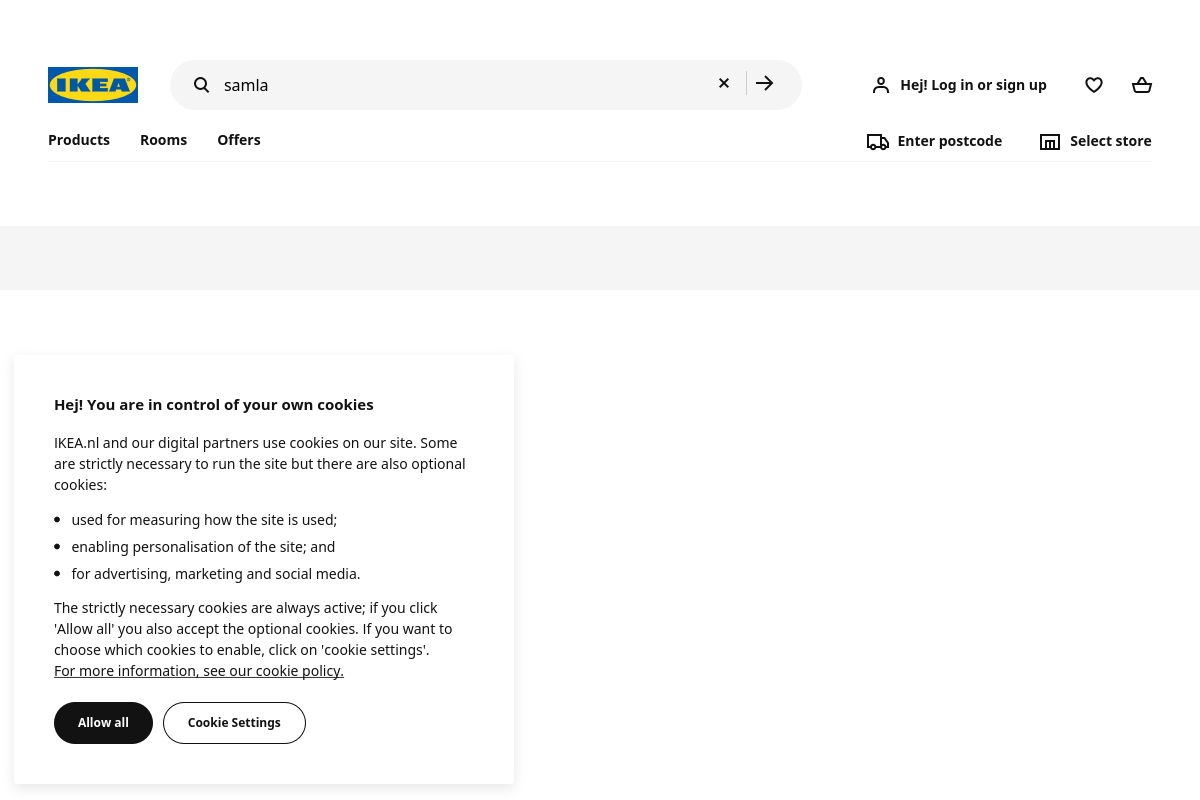 IKEA
samla
Hej! Log in or sign up
Products
Rooms
Offers
Enter postcode
Select store
Hej! You are in control of your own cookies
IKEA.nl and our digital partners use cookies on our site. Some
are strictly necessary to run the site but there are also optional
cookies:
used for measuring how the site is used;
enabling personalisation of the site; and
for advertising, marketing and social media.
The strictly necessary cookies are always active; if you click
'Allow all' you also accept the optional cookies. If you want to
choose which cookies to enable, click on 'cookie settings'.
For more information, see our cookie policy.
Allow all
Cookie Settings